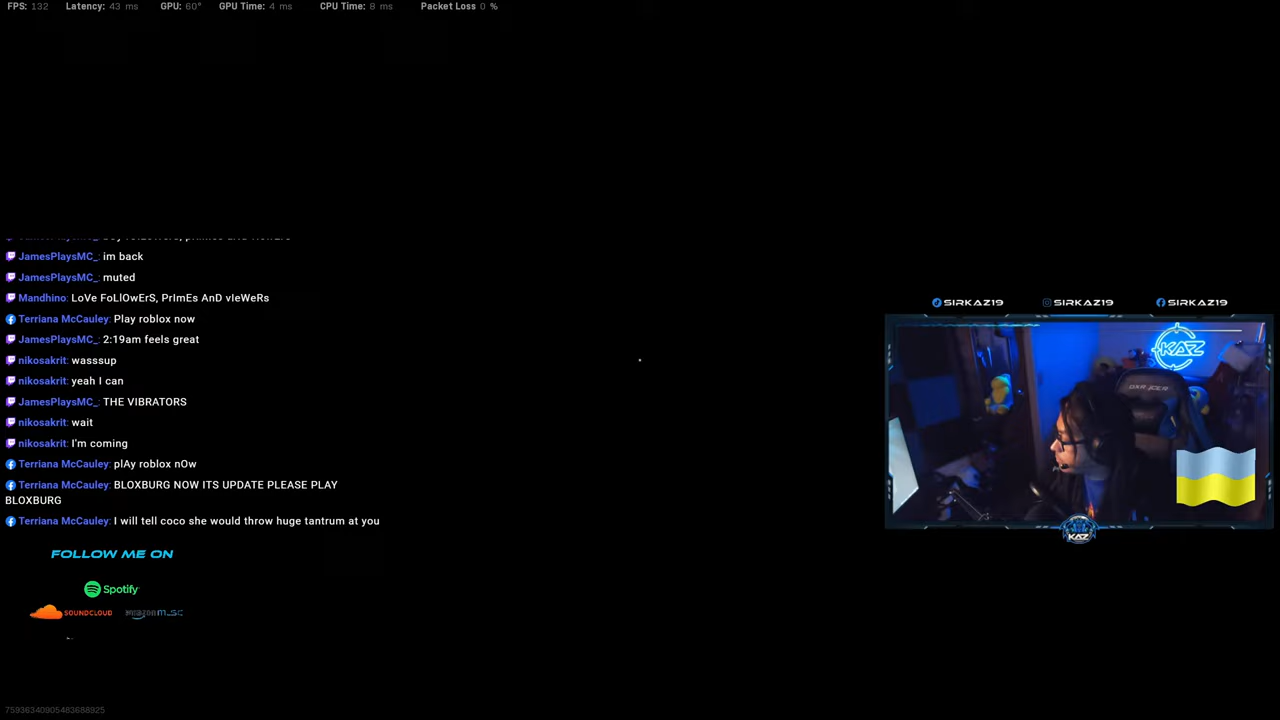 FPS: 132 Latency: 43 ms GPU: 60° GPU Time: 4 ms CPU Time: 8 ms Packet Loss 0 %
JamesPlaysMC_: im back
JamesPlaysMC_: muted
Mandhino: LoVe FoLlOwErS, PrImEs AnD vIeWeRs
Terriana McCauley: Play roblox now
JamesPlaysMC_: 2:19am feels great
nikosakrit: wasssup
nikosakrit: yeah I can
JamesPlaysMC_: THE VIBRATORS
nikosakrit: wait
nikosakrit: I'm coming
Terriana McCauley: plAy roblox nOw
Terriana McCauley: BLOXBURG NOW ITS UPDATE PLEASE PLAY
BLOXBURG
Terriana McCauley: I will tell coco she would throw huge tantrum at you
FOLLOW ME ON
Spotify
SOUNDCLOUD amazon music
SIRKAZ19 SIRKAZ19 SIRKAZ19
KAZ
KAZ
75936340905483688925